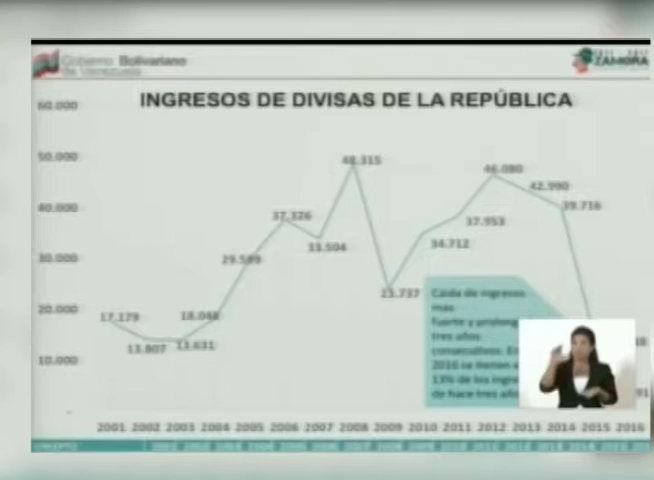 Gobierno Bolivariano
de Venezuela
ZAMORA
INGRESOS DE DIVISAS DE LA REPÚBLICA
60.000
50.000
40.000
30.000
20.000
10.000
17.179
13.807
13.631
18.048
29.599
37.326
33.504
48.315
23.737
34.712
37.953
46.080
42.990
39.716
Caída de ingresos
mas
fuerte y prolong
tres años
consecutivos. En
2016 se tienen
13% de los ingre
de hace tres año
2001 2002 2003 2004 2005 2006 2007 2008 2009 2010 2011 2012 2013 2014 2015 2016